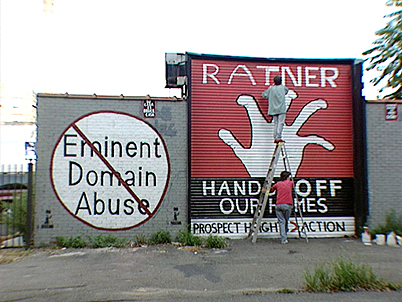 Eminent
Domain
Abuse
RATNER
HANDS OFF
OUR HOMES
PROSPECT HEIGHTS ACTION